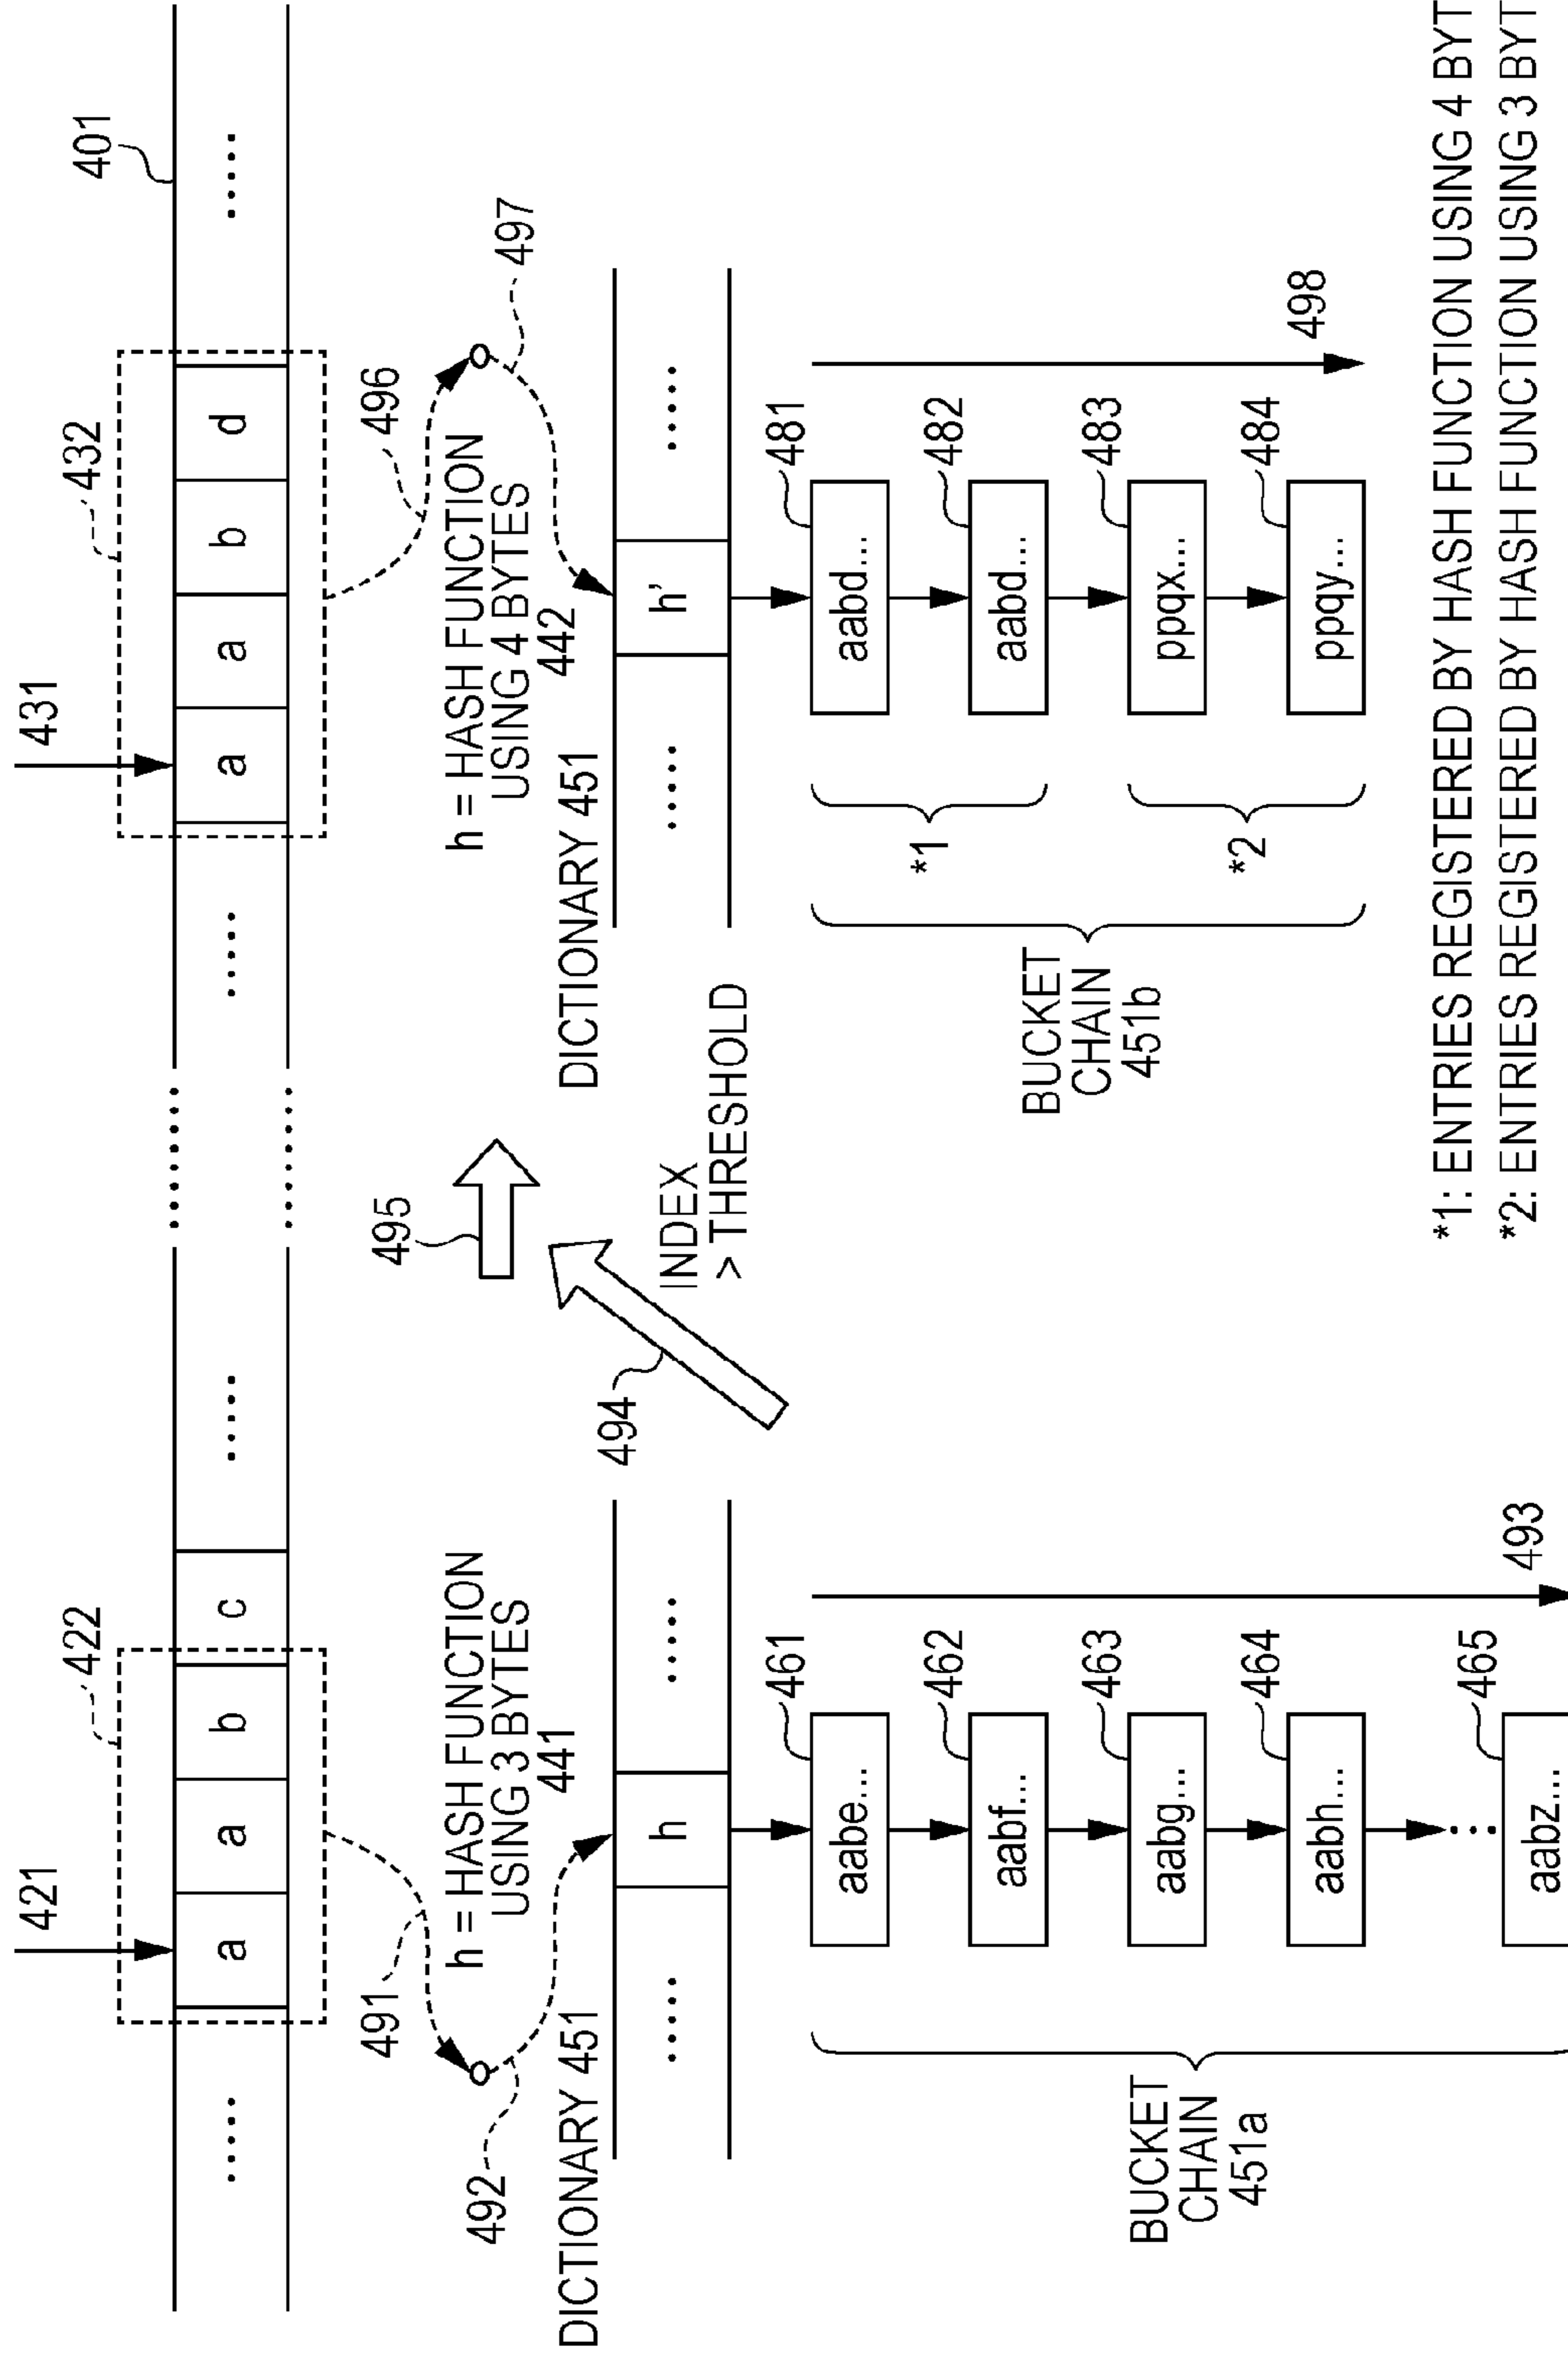 421
422
431
432
401
..... a a b c .....
..... a a b d .....
491
492
h = HASH FUNCTION
USING 3 BYTES
441
DICTIONARY 451
..... h .....
461
aabe...
462
aabf...
463
aabg...
464
aabh...
465
aabz...
493
BUCKET
CHAIN
451a
494
495
INDEX
> THRESHOLD
496
497
h = HASH FUNCTION
USING 4 BYTES
442
DICTIONARY 451
..... h' .....
481
aabd...
482
aabd...
483
ppqx...
484
ppqy...
498
*1
*2
BUCKET
CHAIN
451b
*1: ENTRIES REGISTERED BY HASH FUNCTION USING 4 BYT
*2: ENTRIES REGISTERED BY HASH FUNCTION USING 3 BYT